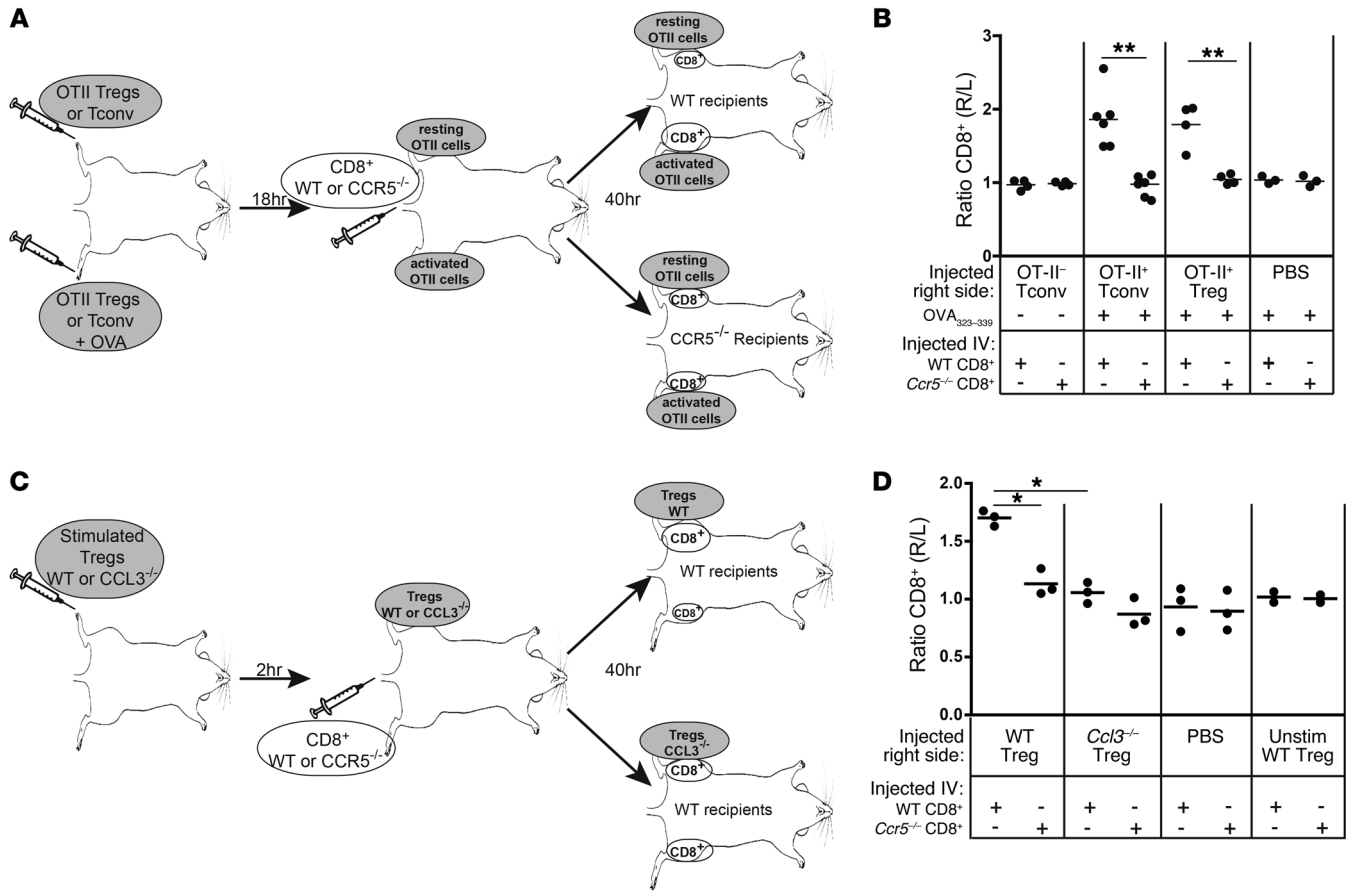 A
OTII Tregs
or Tconv
OTII Tregs
or Tconv
+ OVA
18hr
CD8+
WT or CCR5-/-
resting
OTII cells
activated
OTII cells
40hr
resting
OTII cells
CD8+
WT recipients
CD8+
activated
OTII cells
resting
OTII cells
CD8+
CCR5-/- Recipients
CD8+
activated
OTII cells
B
Ratio CD8+ (R/L)
3
2
1
0
** **
Injected
right side:
OT-II– Tconv
OT-II+ Tconv
OT-II+ Treg
PBS
OVA323–339 - - + + + + + +
Injected IV:
WT CD8+ + - + - + - + -
Ccr5–/– CD8+ - + - + - + - +
C
Stimulated
Tregs
WT or CCL3-/-
2hr
CD8+
WT or CCR5-/-
Tregs
WT or CCL3-/-
40hr
Tregs
WT
CD8+
WT recipients
CD8+
Tregs
CCL3-/-
CD8+
WT recipients
CD8+
D
Ratio CD8+ (R/L)
2.0
1.5
1.0
0.5
0.0
*
*
Injected
right side:
WT Treg
Ccl3–/– Treg
PBS
Unstim WT Treg
Injected IV:
WT CD8+ + - + - + - + -
Ccr5–/– CD8+ - + - + - + - +